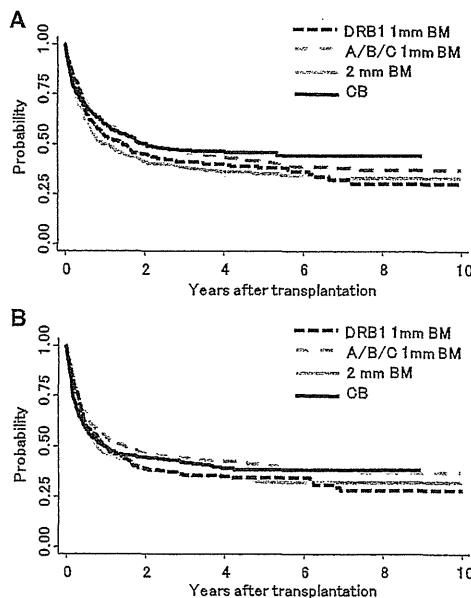 A
DRB1 1mm BM
A/B/C 1mm BM
2 mm BM
CB
Probability
1.00
0.75
0.50
0.25
0.00
0 2 4 6 8 10
Years after transplantation
B
DRB1 1mm BM
A/B/C 1mm BM
2 mm BM
CB
Probability
1.00
0.75
0.50
0.25
0.00
0 2 4 6 8 10
Years after transplantation